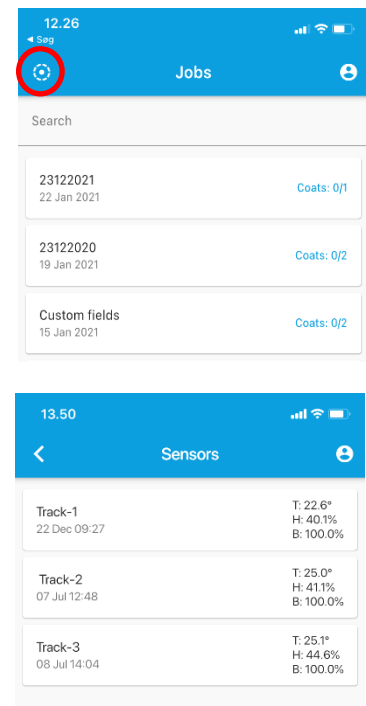 12.26
◀ Søg
Jobs
Search
23122021
22 Jan 2021
Coats: 0/1
23122020
19 Jan 2021
Coats: 0/2
Custom fields
15 Jan 2021
Coats: 0/2
13.50
Sensors
Track-1
22 Dec 09:27
T: 22.6°
H: 40.1%
B: 100.0%
Track-2
07 Jul 12:48
T: 25.0°
H: 41.1%
B: 100.0%
Track-3
08 Jul 14:04
T: 25.1°
H: 44.6%
B: 100.0%